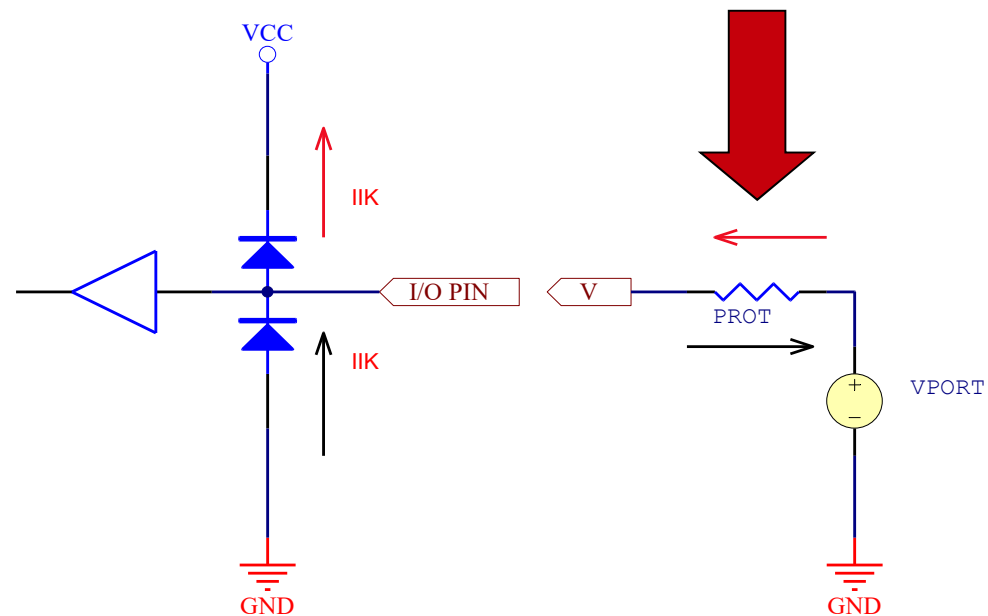 VCC
IIK
I/O PIN
V
PROT
IIK
VPORT
+
−
GND
GND